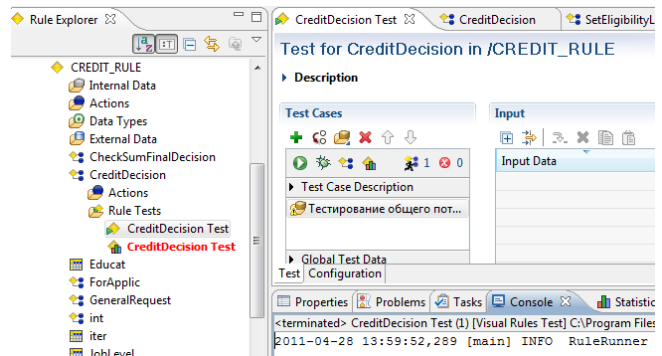 Rule Explorer
CREDIT_RULE
Internal Data
Actions
Data Types
External Data
CheckSumFinalDecision
CreditDecision
Actions
Rule Tests
CreditDecision Test
CreditDecision Test
Educat
ForApplic
GeneralRequest
int
iter
JobLevel
CreditDecision Test
CreditDecision
SetEligibilityL
Test for CreditDecision in /CREDIT_RULE
Description
Test Cases
Input
1
0
Input Data
Test Case Description
Тестирование общего пот...
Global Test Data
Test
Configuration
Properties
Problems
Tasks
Console
Statistic
<terminated> CreditDecision Test (1) [Visual Rules Test] C:\Program Files
2011-04-28 13:59:52,289 [main] INFO RuleRunner